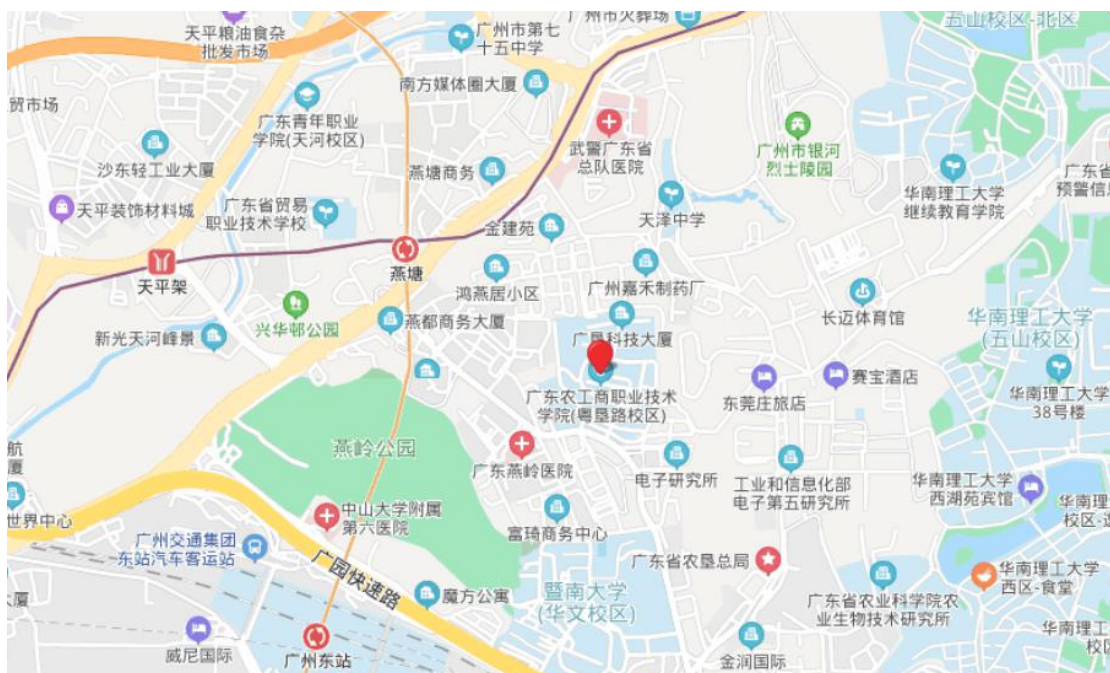 天平粮油食杂
批发市场
广州市第七
十五中学
广州市火葬场
五山校区-北区
南方媒体圈大厦
贸市场
广东青年职业
学院(天河校区)
武警广东省
总队医院
广州市银河
烈士陵园
沙东轻工业大厦
燕塘商务
华南理工大学
继续教育学院
广东省
预警信息
天平装饰材料城
广东省贸易
职业技术学校
金建苑
天泽中学
天平架
燕塘
鸿燕居小区
广州嘉禾制药厂
兴华邨公园
燕都商务大厦
长迈体育馆
华南理工大学
(五山校区)
新光天河峰景
广垦科技大厦
赛宝酒店
广东农工商职业技术
学院(粤垦路校区)
东莞庄旅店
华南理工大学
38号楼
燕岭公园
航
厦
广东燕岭医院
电子研究所
工业和信息化部
电子第五研究所
华南理工大学
西湖苑宾馆
世界中心
中山大学附属
第六医院
富琦商务中心
华南理工
校区-
广州交通集团
东站汽车客运站
广园快速路
广东省农垦总局
华南理工大学
西区-食堂
魔方公寓
暨南大学
(华文校区)
广东省农业科学院农
业生物技术研究所
大厦
威尼国际
广州东站
金润国际
华南理工
校区